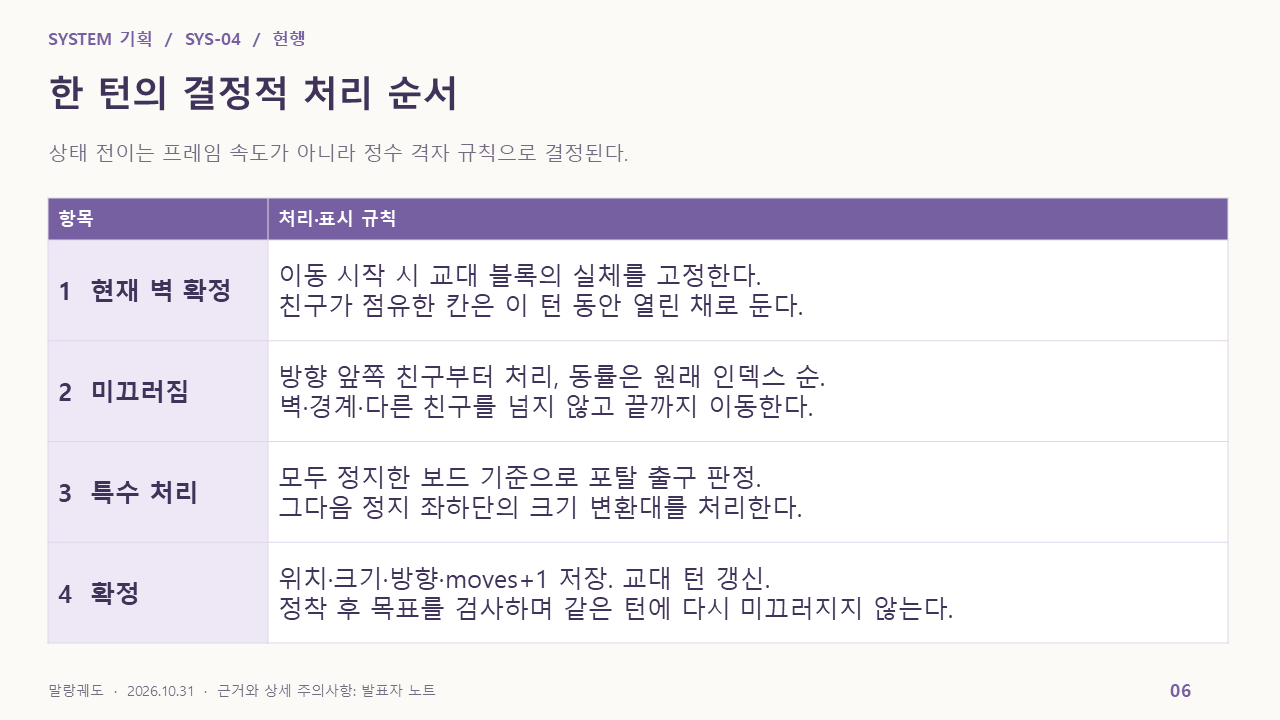 SYSTEM 기획 / SYS-04 / 현행
한 턴의 결정적 처리 순서
상태 전이는 프레임 속도가 아니라 정수 격자 규칙으로 결정된다.
항목 처리·표시 규칙
1 현재 벽 확정
이동 시작 시 교대 블록의 실체를 고정한다.
친구가 점유한 칸은 이 턴 동안 열린 채로 둔다.
2 미끄러짐
방향 앞쪽 친구부터 처리, 동률은 원래 인덱스 순.
벽·경계·다른 친구를 넘지 않고 끝까지 이동한다.
3 특수 처리
모두 정지한 보드 기준으로 포탈 출구 판정.
그다음 정지 좌하단의 크기 변환대를 처리한다.
4 확정
위치·크기·방향·moves+1 저장. 교대 턴 갱신.
정착 후 목표를 검사하며 같은 턴에 다시 미끄러지지 않는다.
말랑궤도 · 2026.10.31 · 근거와 상세 주의사항: 발표자 노트
06